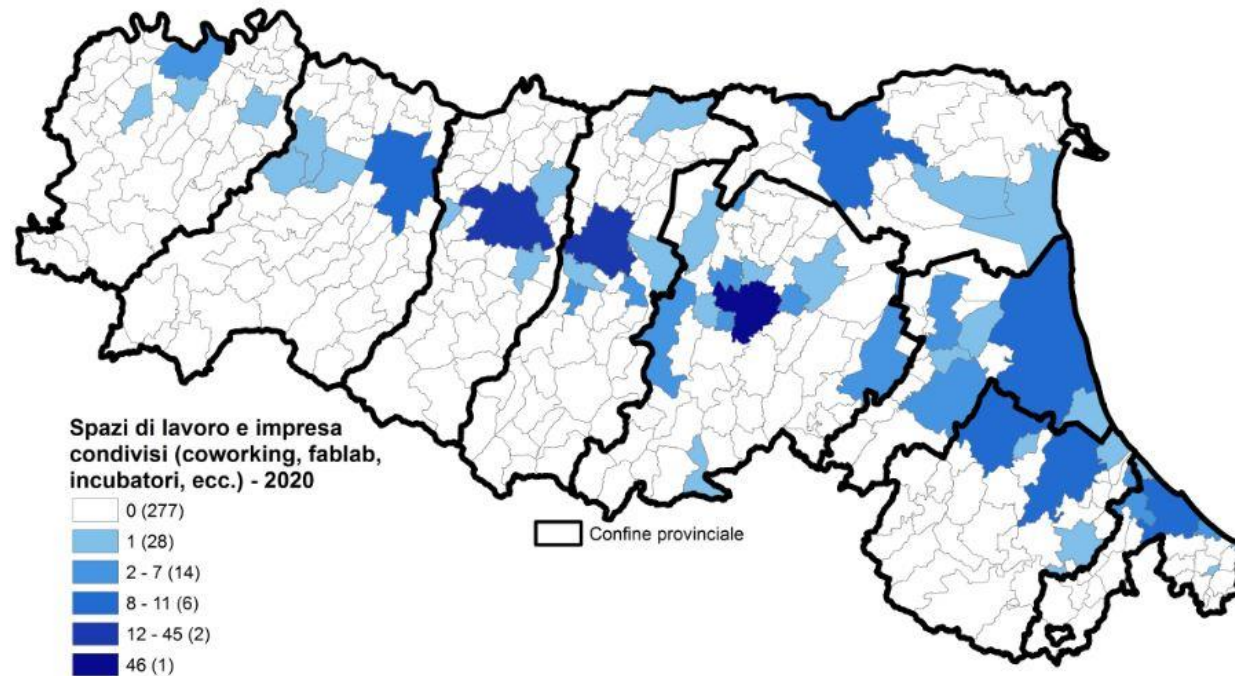 Spazi di lavoro e impresa
condivisi (coworking, fablab,
incubatori, ecc.) - 2020
0 (277)
1 (28)
2 - 7 (14)
8 - 11 (6)
12 - 45 (2)
46 (1)
Confine provinciale